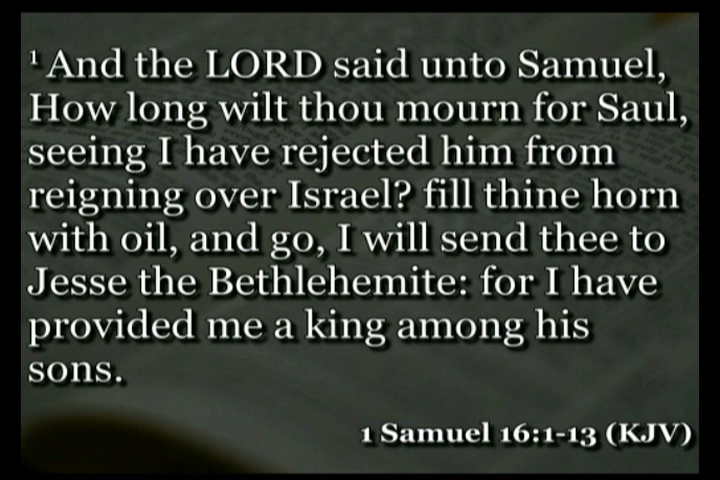 ¹ And the LORD said unto Samuel,
How long wilt thou mourn for Saul,
seeing I have rejected him from
reigning over Israel? fill thine horn
with oil, and go, I will send thee to
Jesse the Bethlehemite: for I have
provided me a king among his
sons.
1 Samuel 16:1-13 (KJV)